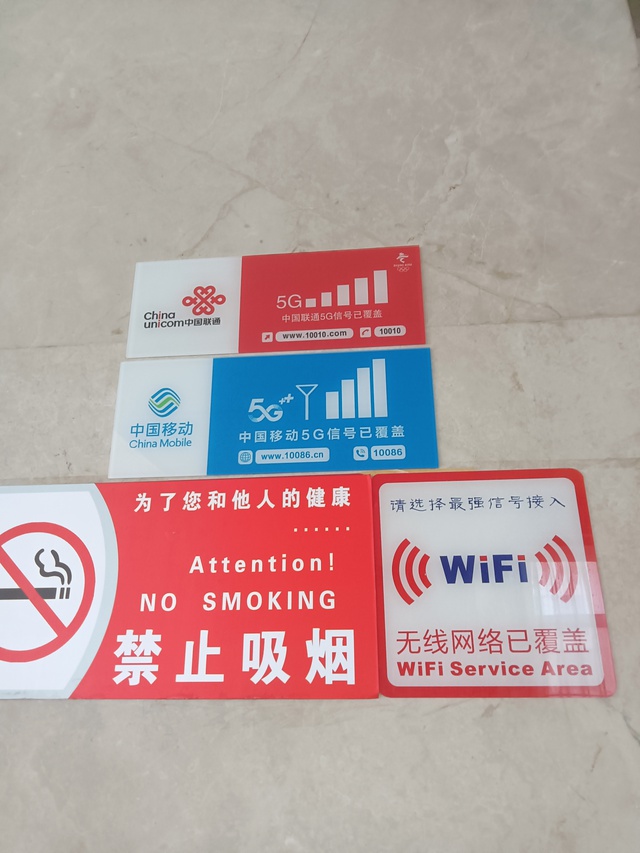 China
unicom中国联通
5G
中国联通5G信号已覆盖
www.10010.com 10010
中国移动
China Mobile
5G++
中国移动5G信号已覆盖
www.10086.cn 10086
为了您和他人的健康
······
Attention!
NO SMOKING
禁止吸烟
请选择最强信号接入
WiFi
无线网络已覆盖
WiFi Service Area